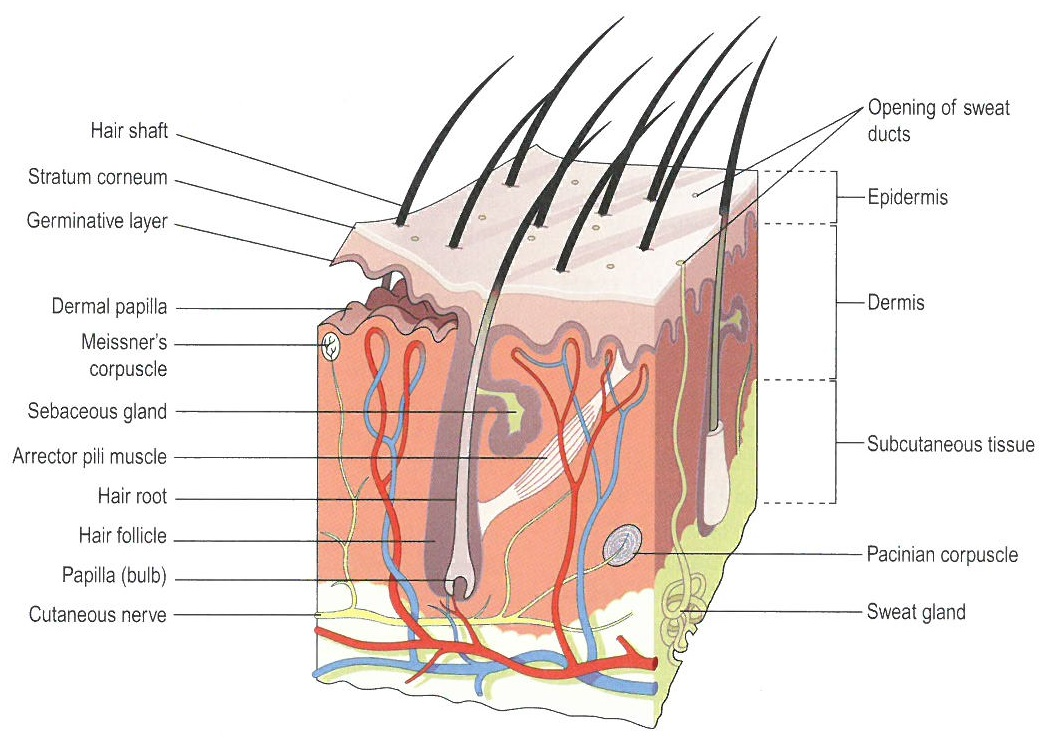 Hair shaft
Stratum corneum
Germinative layer
Dermal papilla
Meissner's
corpuscle
Sebaceous gland
Arrector pili muscle
Hair root
Hair follicle
Papilla (bulb)
Cutaneous nerve
Opening of sweat
ducts
Epidermis
Dermis
Subcutaneous tissue
Pacinian corpuscle
Sweat gland